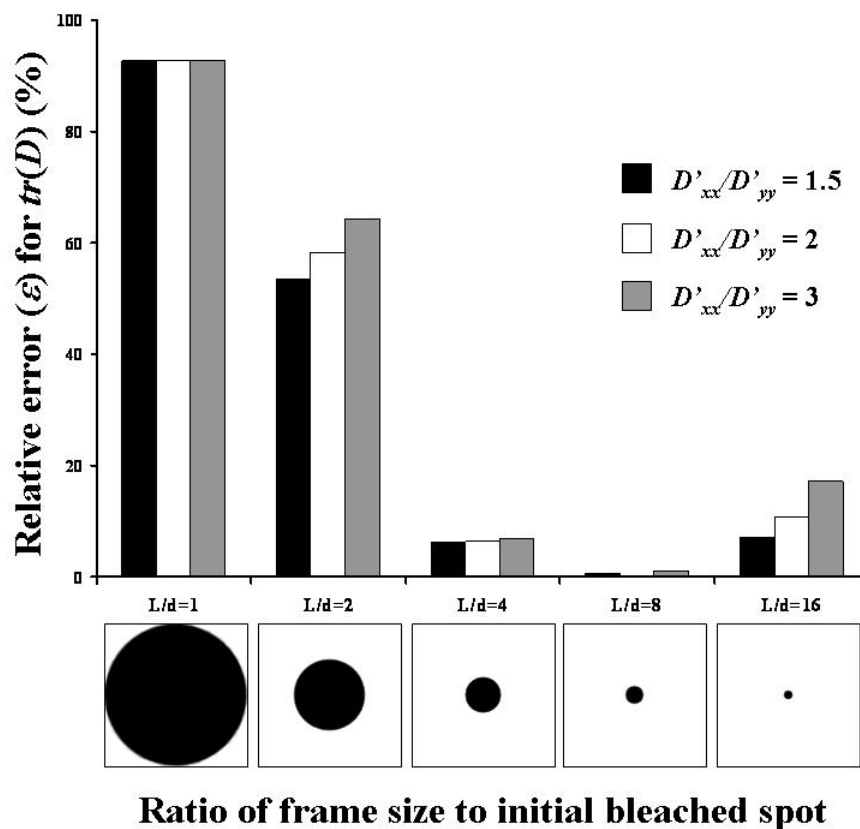 Relative error (ε) for tr(D) (%)
100
80
60
40
20
0
D’xx/D’yy = 1.5
D’xx/D’yy = 2
D’xx/D’yy = 3
L/d=1 L/d=2 L/d=4 L/d=8 L/d=16
Ratio of frame size to initial bleached spot